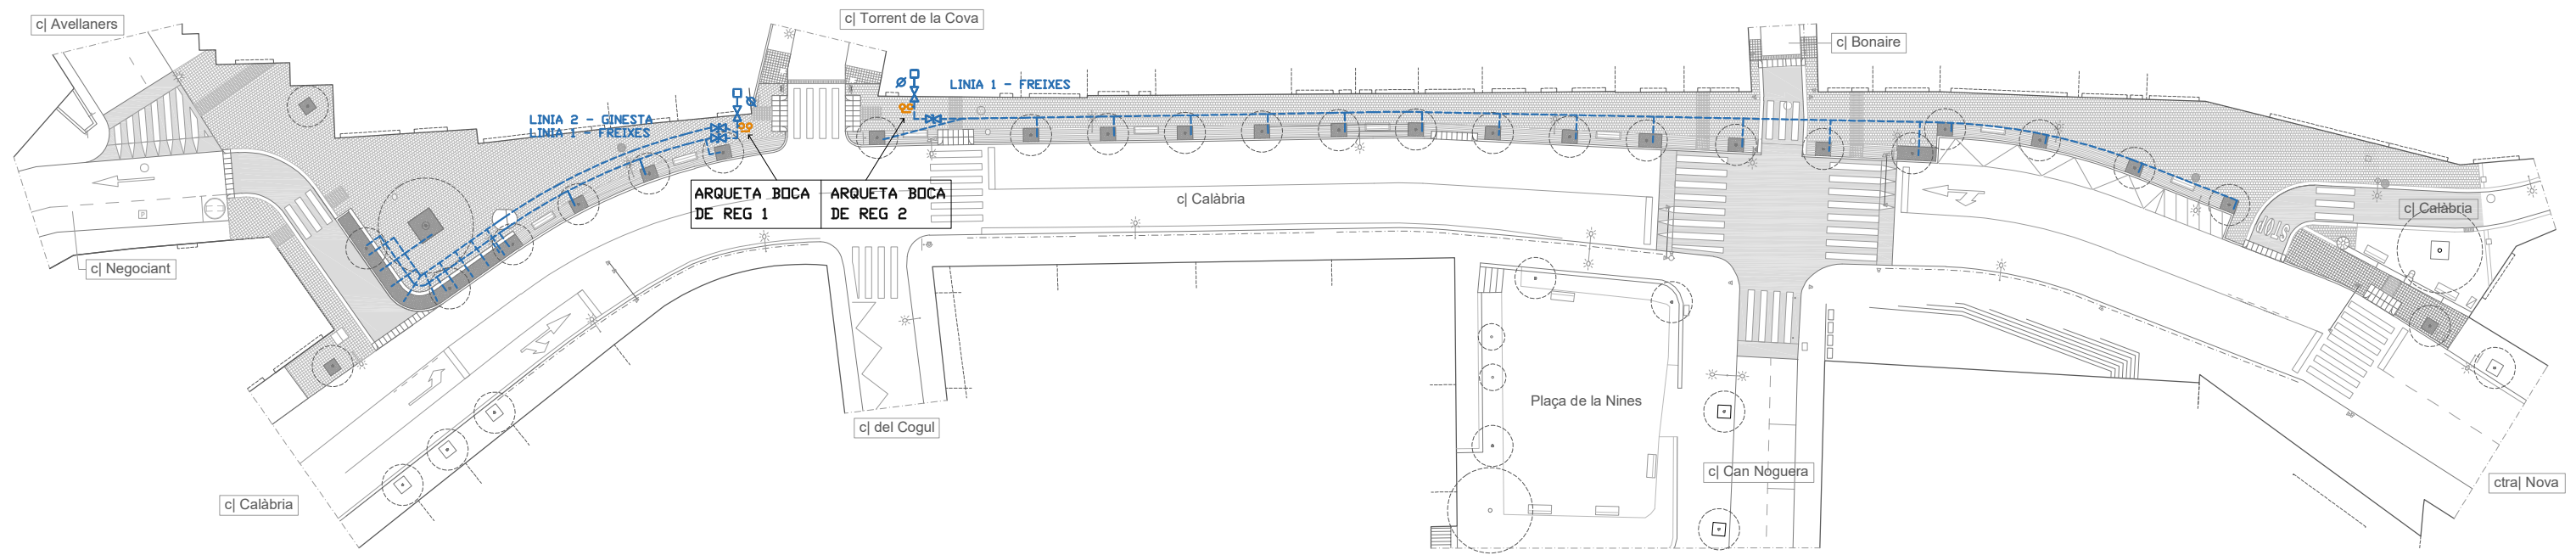 c| Avellaners
c| Torrent de la Cova
c| Bonaire
LINIA 1 - FREIXES
LINIA 2 - GINESTA
LINIA 1 - FREIXES
ARQUETA BOCA
DE REG 1
ARQUETA BOCA
DE REG 2
c| Calàbria
c| Calàbria
P
STOP
c| Negociant
Plaça de la Nines
c| del Cogul
c| Can Noguera
c| Calàbria
ctra| Nova